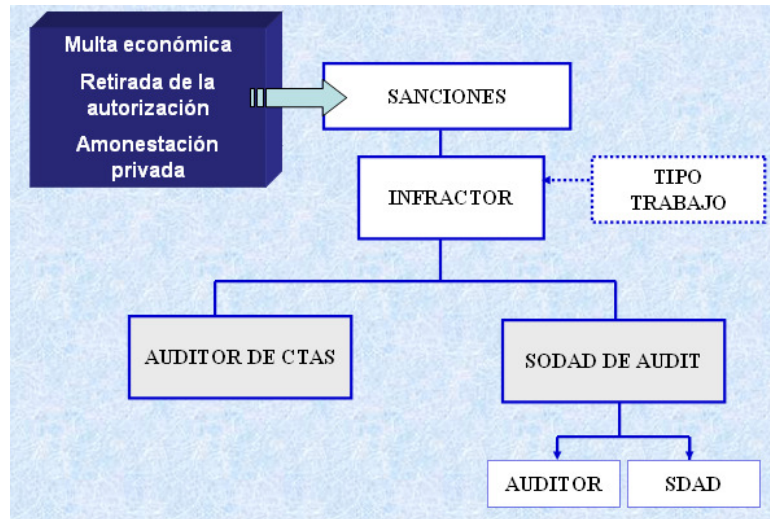 Multa económica
Retirada de la
autorización
Amonestación
privada
SANCIONES
INFRACTOR
TIPO
TRABAJO
AUDITOR DE CTAS
SODAD DE AUDIT
AUDITOR
SDAD